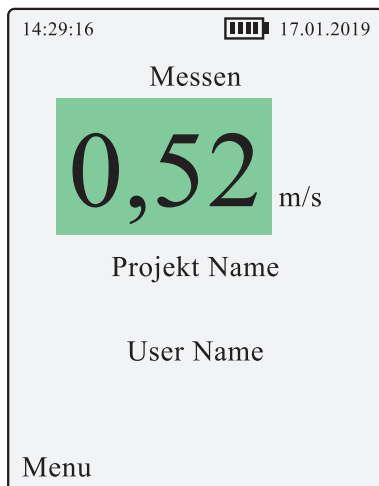 14:29:16 17.01.2019
Messen
0,52 m/s
Projekt Name
User Name
Menu